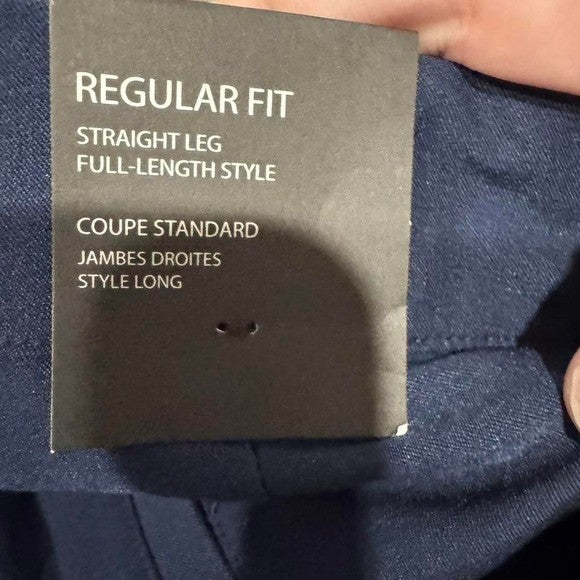 REGULAR FIT
STRAIGHT LEG
FULL-LENGTH STYLE
COUPE STANDARD
JAMBES DROITES
STYLE LONG